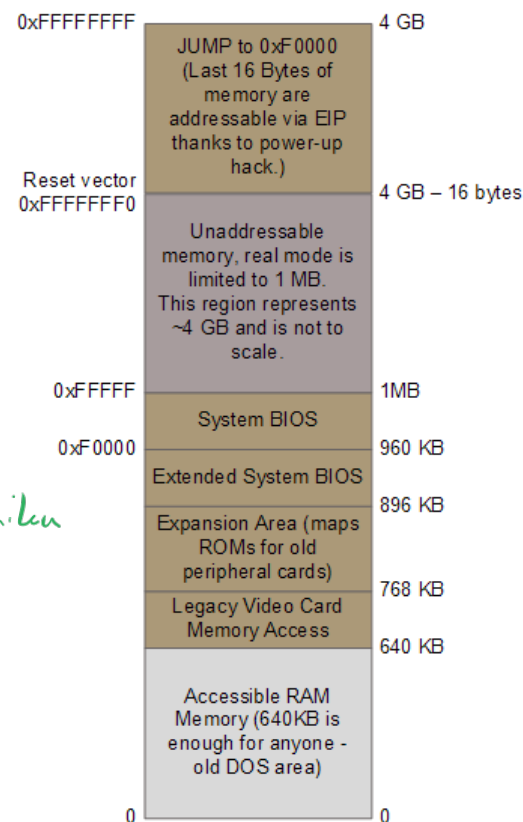 0xFFFFFFFF
4 GB
JUMP to 0xF0000
(Last 16 Bytes of
memory are
addressable via EIP
thanks to power-up
hack.)
Reset vector
0xFFFFFFF0
4 GB – 16 bytes
Unaddressable
memory, real mode is
limited to 1 MB.
This region represents
~4 GB and is not to
scale.
0xFFFFF
1MB
System BIOS
0xF0000
960 KB
Extended System BIOS
896 KB
Expansion Area (maps
ROMs for old
peripheral cards)
768 KB
Legacy Video Card
Memory Access
640 KB
Accessible RAM
Memory (640KB is
enough for anyone -
old DOS area)
0
0